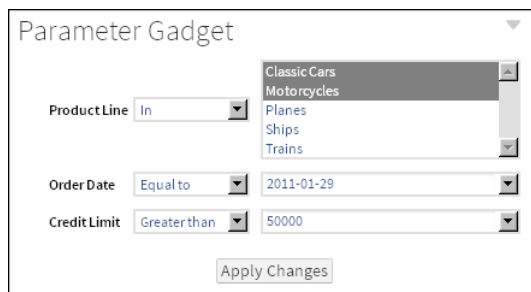 Parameter Gadget
Classic Cars
Motorcycles
Product Line In Planes
Ships
Trains
Order Date Equal to 2011-01-29
Credit Limit Greater than 50000
Apply Changes